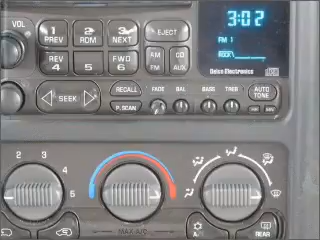 3:02
VOL
1 PREV 2 RDM 3 NEXT EJECT
FM 1
REV 4 5 FWD 6
AM FM CD AUX
ROCK
Delco Electronics
SEEK
RECALL
P.SCAN
FADE BAL BASS TREB
AUTO TONE
2 3 4 5
MAX A/C
A
REAR